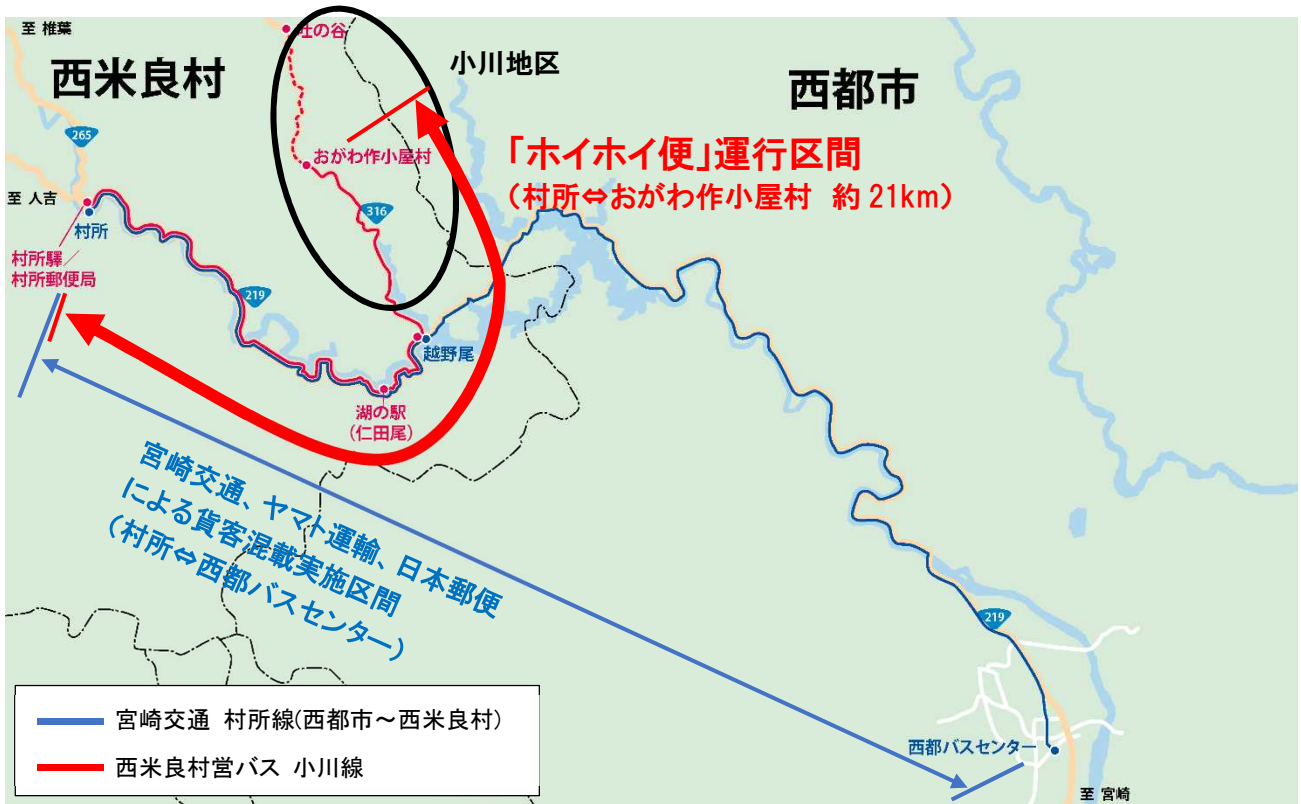 至 椎葉
西米良村
杜の谷
小川地区
西都市
265
「ホイホイ便」運行区間
(村所⇔おがわ作小屋村 約21km)
おがわ作小屋村
至 人吉
村所
316
村所驛/
村所郵便局
219
越野尾
湖の駅
(仁田尾)
宮崎交通、ヤマト運輸、日本郵便
による貨客混載実施区間
(村所⇔西都バスセンター)
219
西都バスセンター
至 宮崎
宮崎交通 村所線(西都市~西米良村)
西米良村営バス 小川線